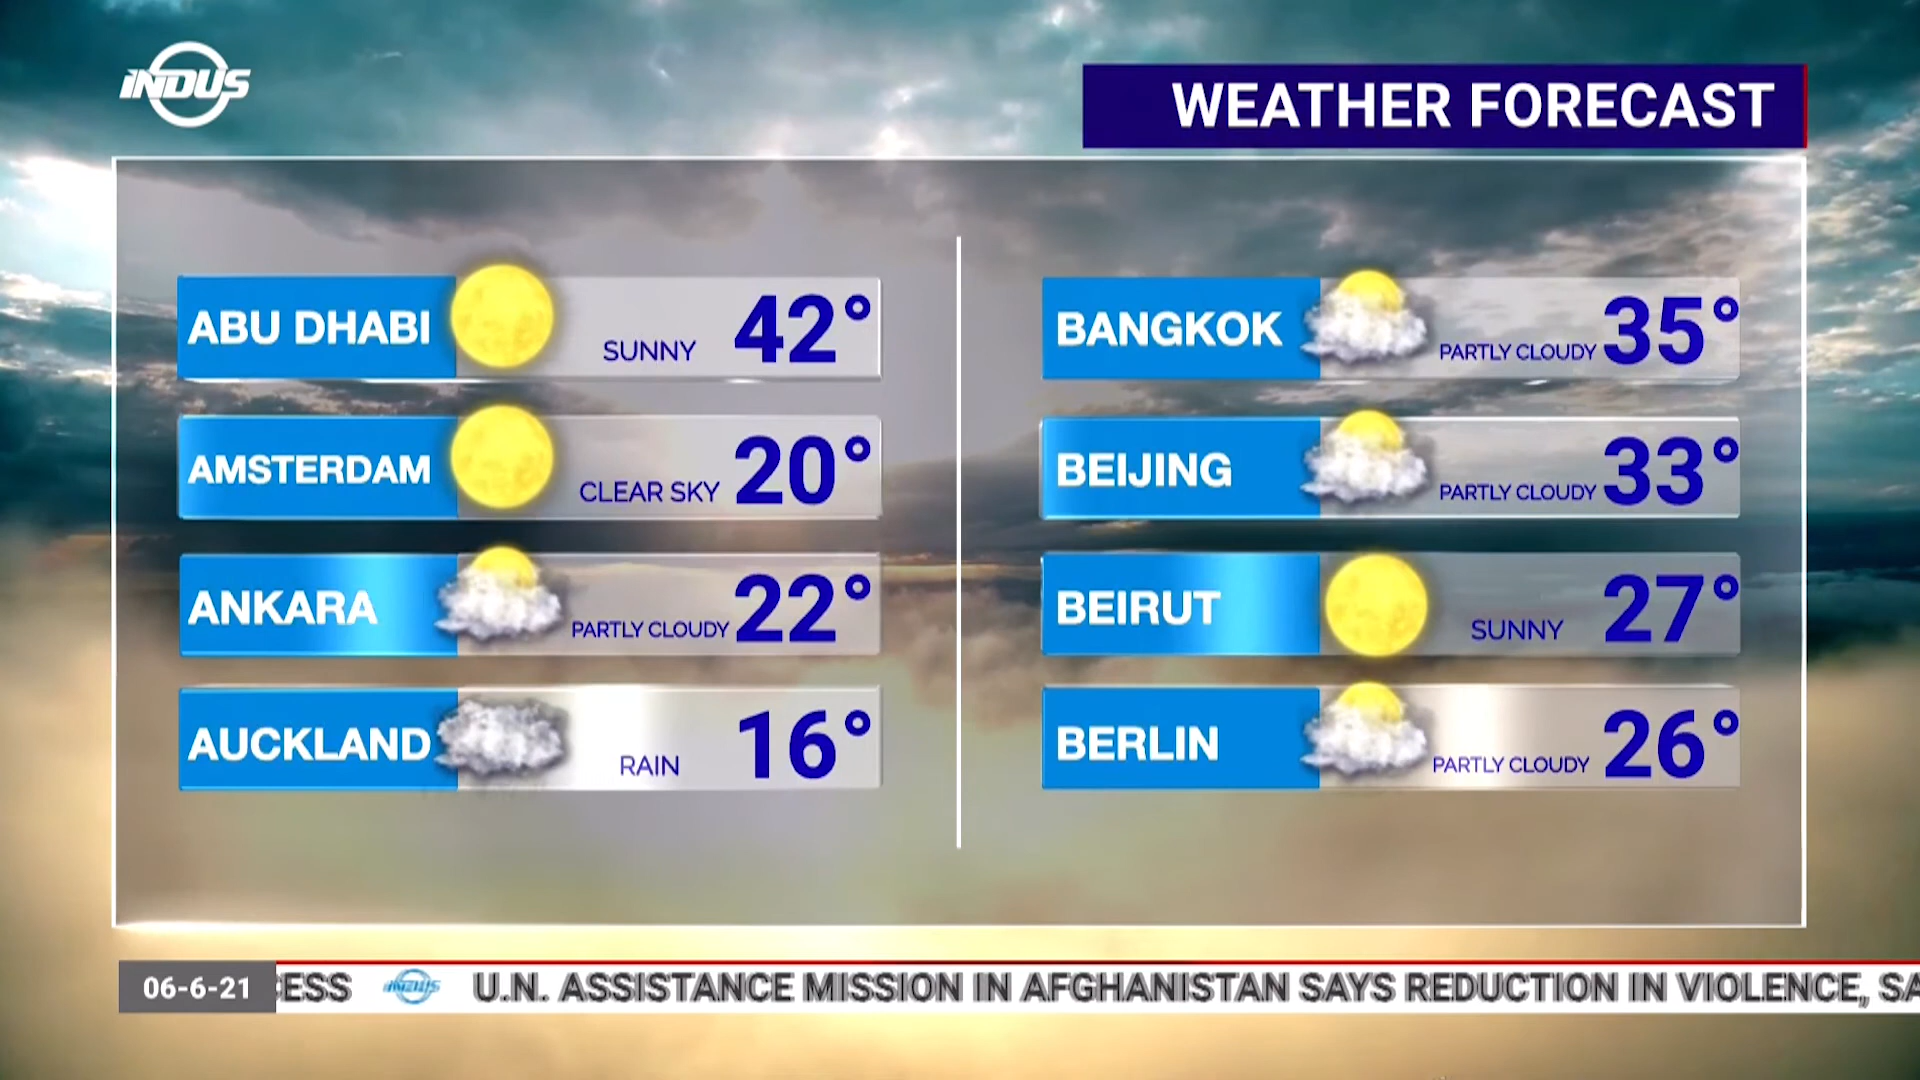 INDUS
WEATHER FORECAST
ABU DHABI SUNNY 42°
AMSTERDAM CLEAR SKY 20°
ANKARA PARTLY CLOUDY 22°
AUCKLAND RAIN 16°
BANGKOK PARTLY CLOUDY 35°
BEIJING PARTLY CLOUDY 33°
BEIRUT SUNNY 27°
BERLIN PARTLY CLOUDY 26°
06-6-21 ESS INDUS U.N. ASSISTANCE MISSION IN AFGHANISTAN SAYS REDUCTION IN VIOLENCE, SA